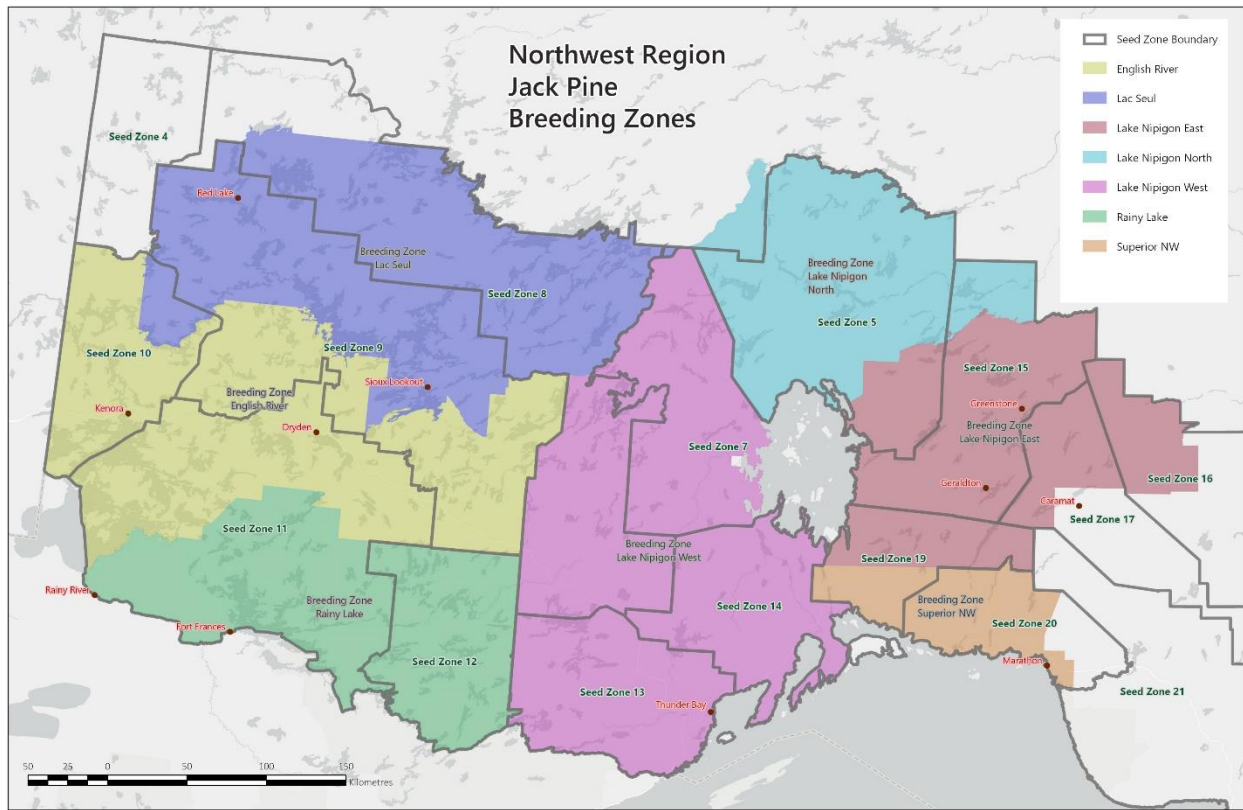 Northwest Region
Jack Pine
Breeding Zones
Seed Zone Boundary
English River
Lac Seul
Lake Nipigon East
Lake Nipigon North
Lake Nipigon West
Rainy Lake
Superior NW
Seed Zone 4
Red Lake
Breeding Zone
Lac Seul
Breeding Zone
Lake Nipigon
North
Seed Zone 8
Seed Zone 5
Seed Zone 10
Seed Zone 9
Seed Zone 15
Sioux Lookout
Breeding Zone
English River
Kenora
Greenstone
Dryden
Breeding Zone
Lake Nipigon East
Seed Zone 7
Seed Zone 16
Geraldton
Caramat
Seed Zone 17
Seed Zone 11
Breeding Zone
Lake Nipigon West
Seed Zone 19
Rainy River
Breeding Zone
Rainy Lake
Breeding Zone
Superior NW
Seed Zone 14
Seed Zone 20
Fort Frances
Seed Zone 12
Marathon
Seed Zone 13
Seed Zone 21
Thunder Bay
50 25 0 50 100 150
Kilometres